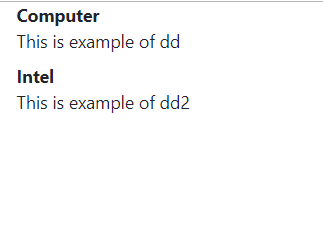 Computer
This is example of dd
Intel
This is example of dd2